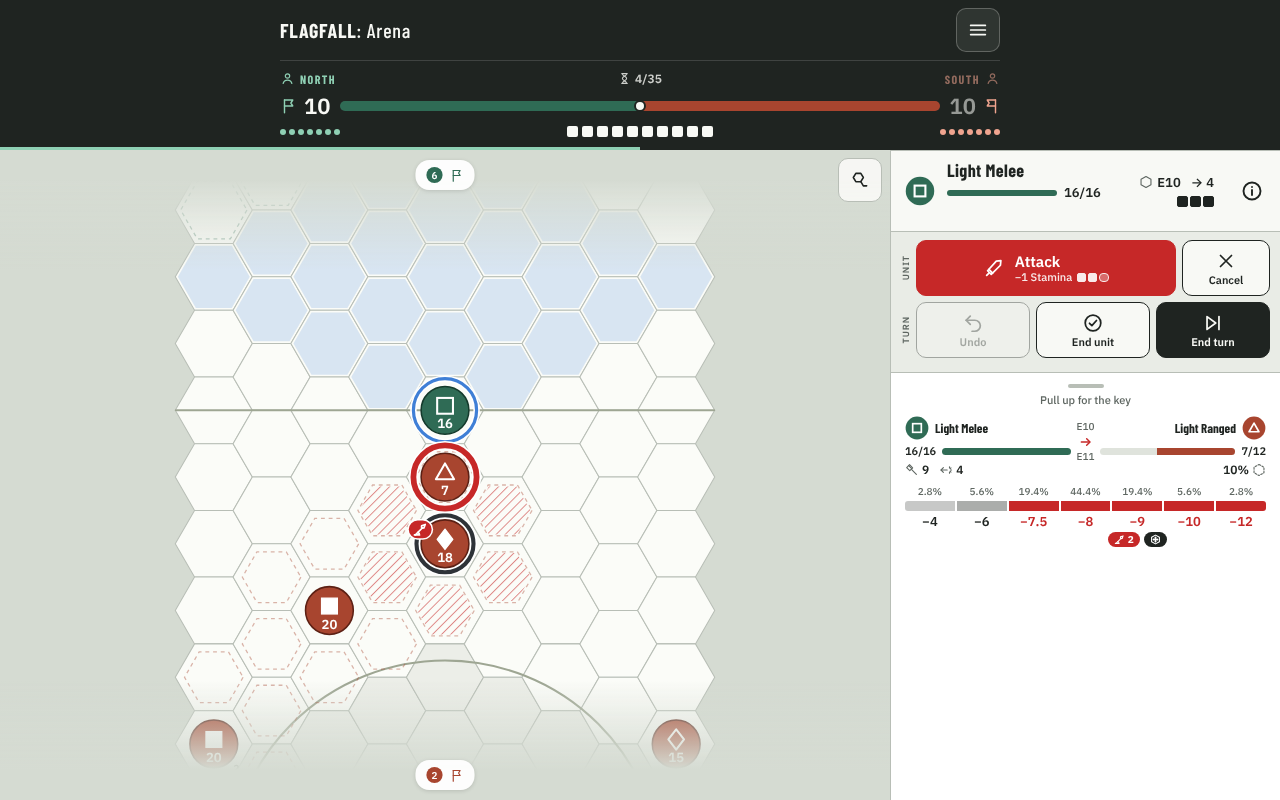 FLAGFALL: Arena
NORTH
4/35
SOUTH
10
10
6
16
7
18
20
20
15
2
Light Melee
16/16
E10 → 4
UNIT
Attack
−1 Stamina
Cancel
TURN
Undo
End unit
End turn
Pull up for the key
Light Melee
E10
→
E11
Light Ranged
16/16
7/12
9
4
10%
2.8% 5.6% 19.4% 44.4% 19.4% 5.6% 2.8%
−4 −6 −7.5 −8 −9 −10 −12
2